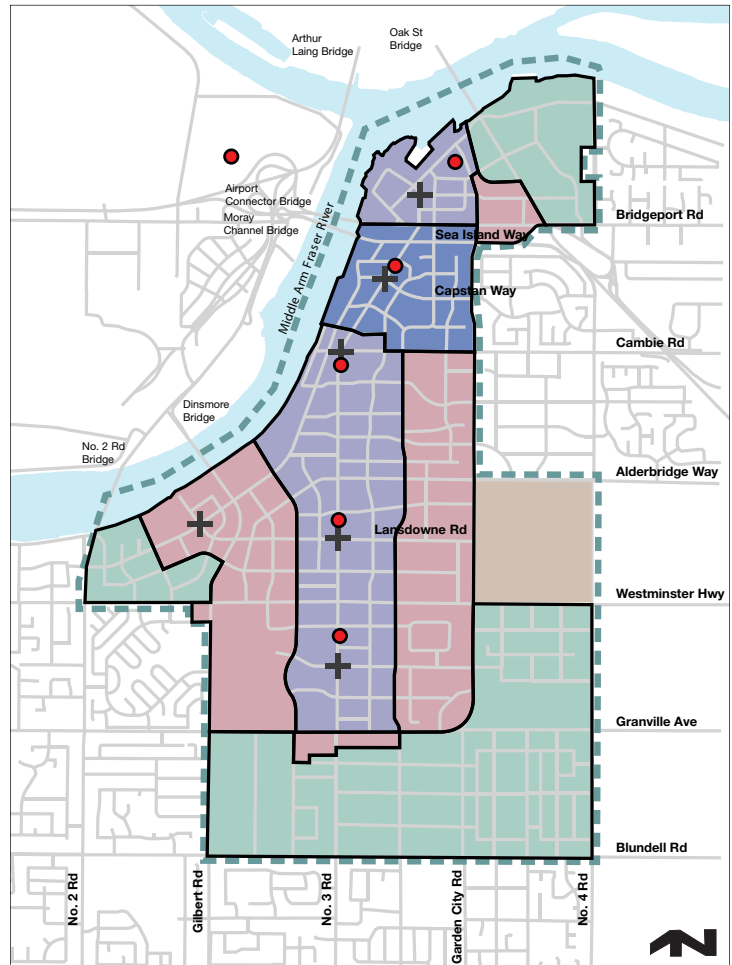 Arthur
Laing Bridge
Oak St
Bridge
Airport
Connector Bridge
Moray
Channel Bridge
Bridgeport Rd
Sea Island Way
Middle Arm Fraser River
Capstan Way
Cambie Rd
Dinsmore
Bridge
No. 2 Rd
Bridge
Alderbridge Way
Lansdowne Rd
Westminster Hwy
Granville Ave
Blundell Rd
No. 2 Rd
Gilbert Rd
No. 3 Rd
Garden City Rd
No. 4 Rd
N